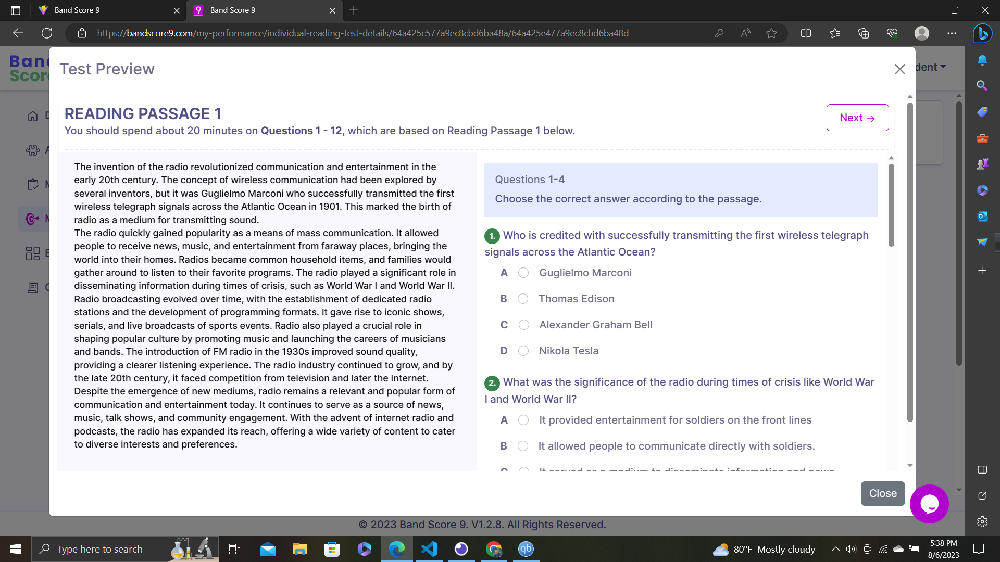 Band Score 9
Band Score 9
https://bandscore9.com/my-performance/individual-reading-test-details/64a425c577a9ec8cbd6ba48a/64a425e477a9ec8cbd6ba48d
Test Preview
dent
READING PASSAGE 1
Next →
You should spend about 20 minutes on Questions 1 - 12, which are based on Reading Passage 1 below.
The invention of the radio revolutionized communication and entertainment in the
early 20th century. The concept of wireless communication had been explored by
several inventors, but it was Guglielmo Marconi who successfully transmitted the first
wireless telegraph signals across the Atlantic Ocean in 1901. This marked the birth of
radio as a medium for transmitting sound.
The radio quickly gained popularity as a means of mass communication. It allowed
people to receive news, music, and entertainment from faraway places, bringing the
world into their homes. Radios became common household items, and families would
gather around to listen to their favorite programs. The radio played a significant role in
disseminating information during times of crisis, such as World War I and World War II.
Radio broadcasting evolved over time, with the establishment of dedicated radio
stations and the development of programming formats. It gave rise to iconic shows,
serials, and live broadcasts of sports events. Radio also played a crucial role in
shaping popular culture by promoting music and launching the careers of musicians
and bands. The introduction of FM radio in the 1930s improved sound quality,
providing a clearer listening experience. The radio industry continued to grow, and by
the late 20th century, it faced competition from television and later the Internet.
Despite the emergence of new mediums, radio remains a relevant and popular form of
communication and entertainment today. It continues to serve as a source of news,
music, talk shows, and community engagement. With the advent of internet radio and
podcasts, the radio has expanded its reach, offering a wide variety of content to cater
to diverse interests and preferences.
Questions 1-4
Choose the correct answer according to the passage.
1. Who is credited with successfully transmitting the first wireless telegraph
signals across the Atlantic Ocean?
A Guglielmo Marconi
B Thomas Edison
C Alexander Graham Bell
D Nikola Tesla
2. What was the significance of the radio during times of crisis like World War
I and World War II?
A It provided entertainment for soldiers on the front lines
B It allowed people to communicate directly with soldiers.
C It served as a medium to disseminate information and news
Close
© 2023 Band Score 9. V1.2.8. All Rights Reserved.
Type here to search
80°F Mostly cloudy
5:38 PM
8/6/2023